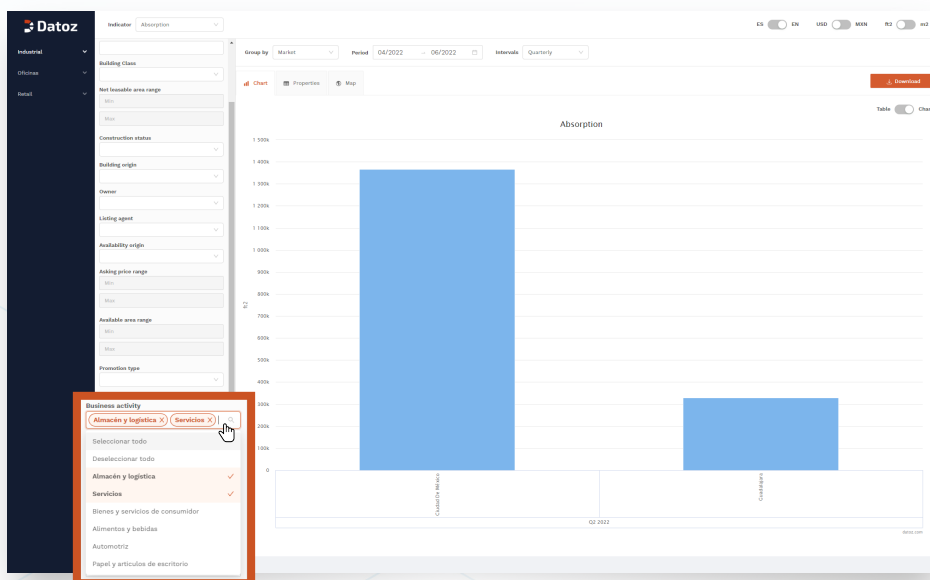 Datoz
Indicator Absorption
ES EN USD MXN ft2 m2
Industrial
Oficinas
Retail
Building Class
Net leasable area range
Min
Max
Construction status
Building origin
Owner
Listing agent
Availability origin
Asking price range
Min
Max
Available area range
Min
Max
Promotion type
Business activity
Almacén y logística X Servicios X
Seleccionar todo
Deseleccionar todo
Almacén y logística
Servicios
Bienes y servicios de consumidor
Alimentos y bebidas
Automotriz
Papel y artículos de escritorio
Group by Market Period 04/2022 → 06/2022 Intervals Quarterly
Chart Properties Map
Download
Table Char
Absorption
1 500k
1 400k
1 300k
1 200k
1 100k
1 000k
900k
800k
700k
600k
500k
400k
300k
200k
100k
0
ft2
Ciudad De México
Guadalajara
Q2 2022
datoz.com